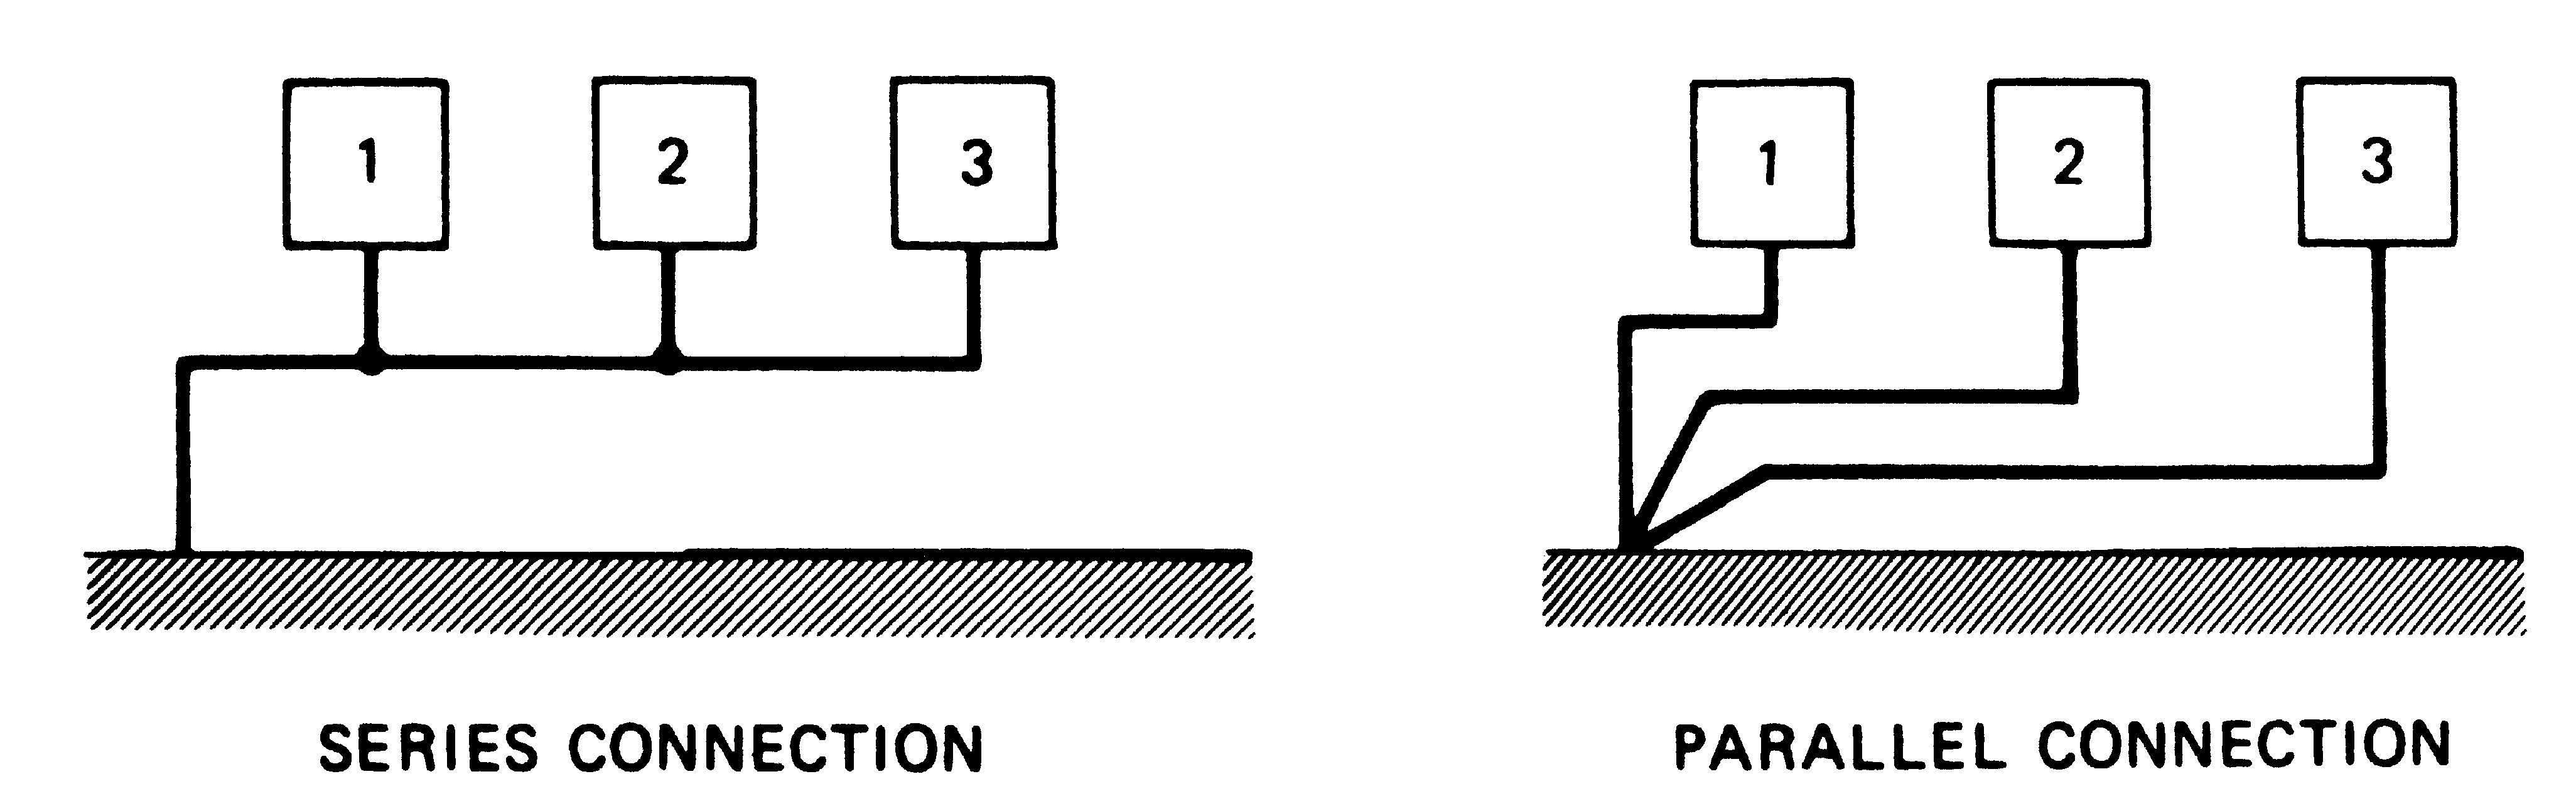 1 2 3
1 2 3
SERIES CONNECTION
PARALLEL CONNECTION